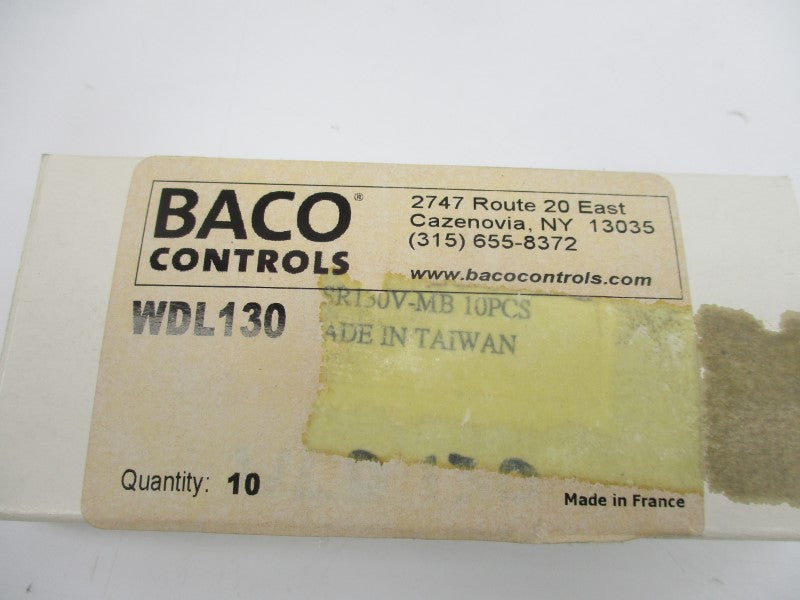 BACO®
CONTROLS
2747 Route 20 East
Cazenovia, NY 13035
(315) 655-8372
www.bacocontrols.com
WDL130
SR130V-MB 10PCS
ADE IN TAIWAN
Quantity: 10
Made in France